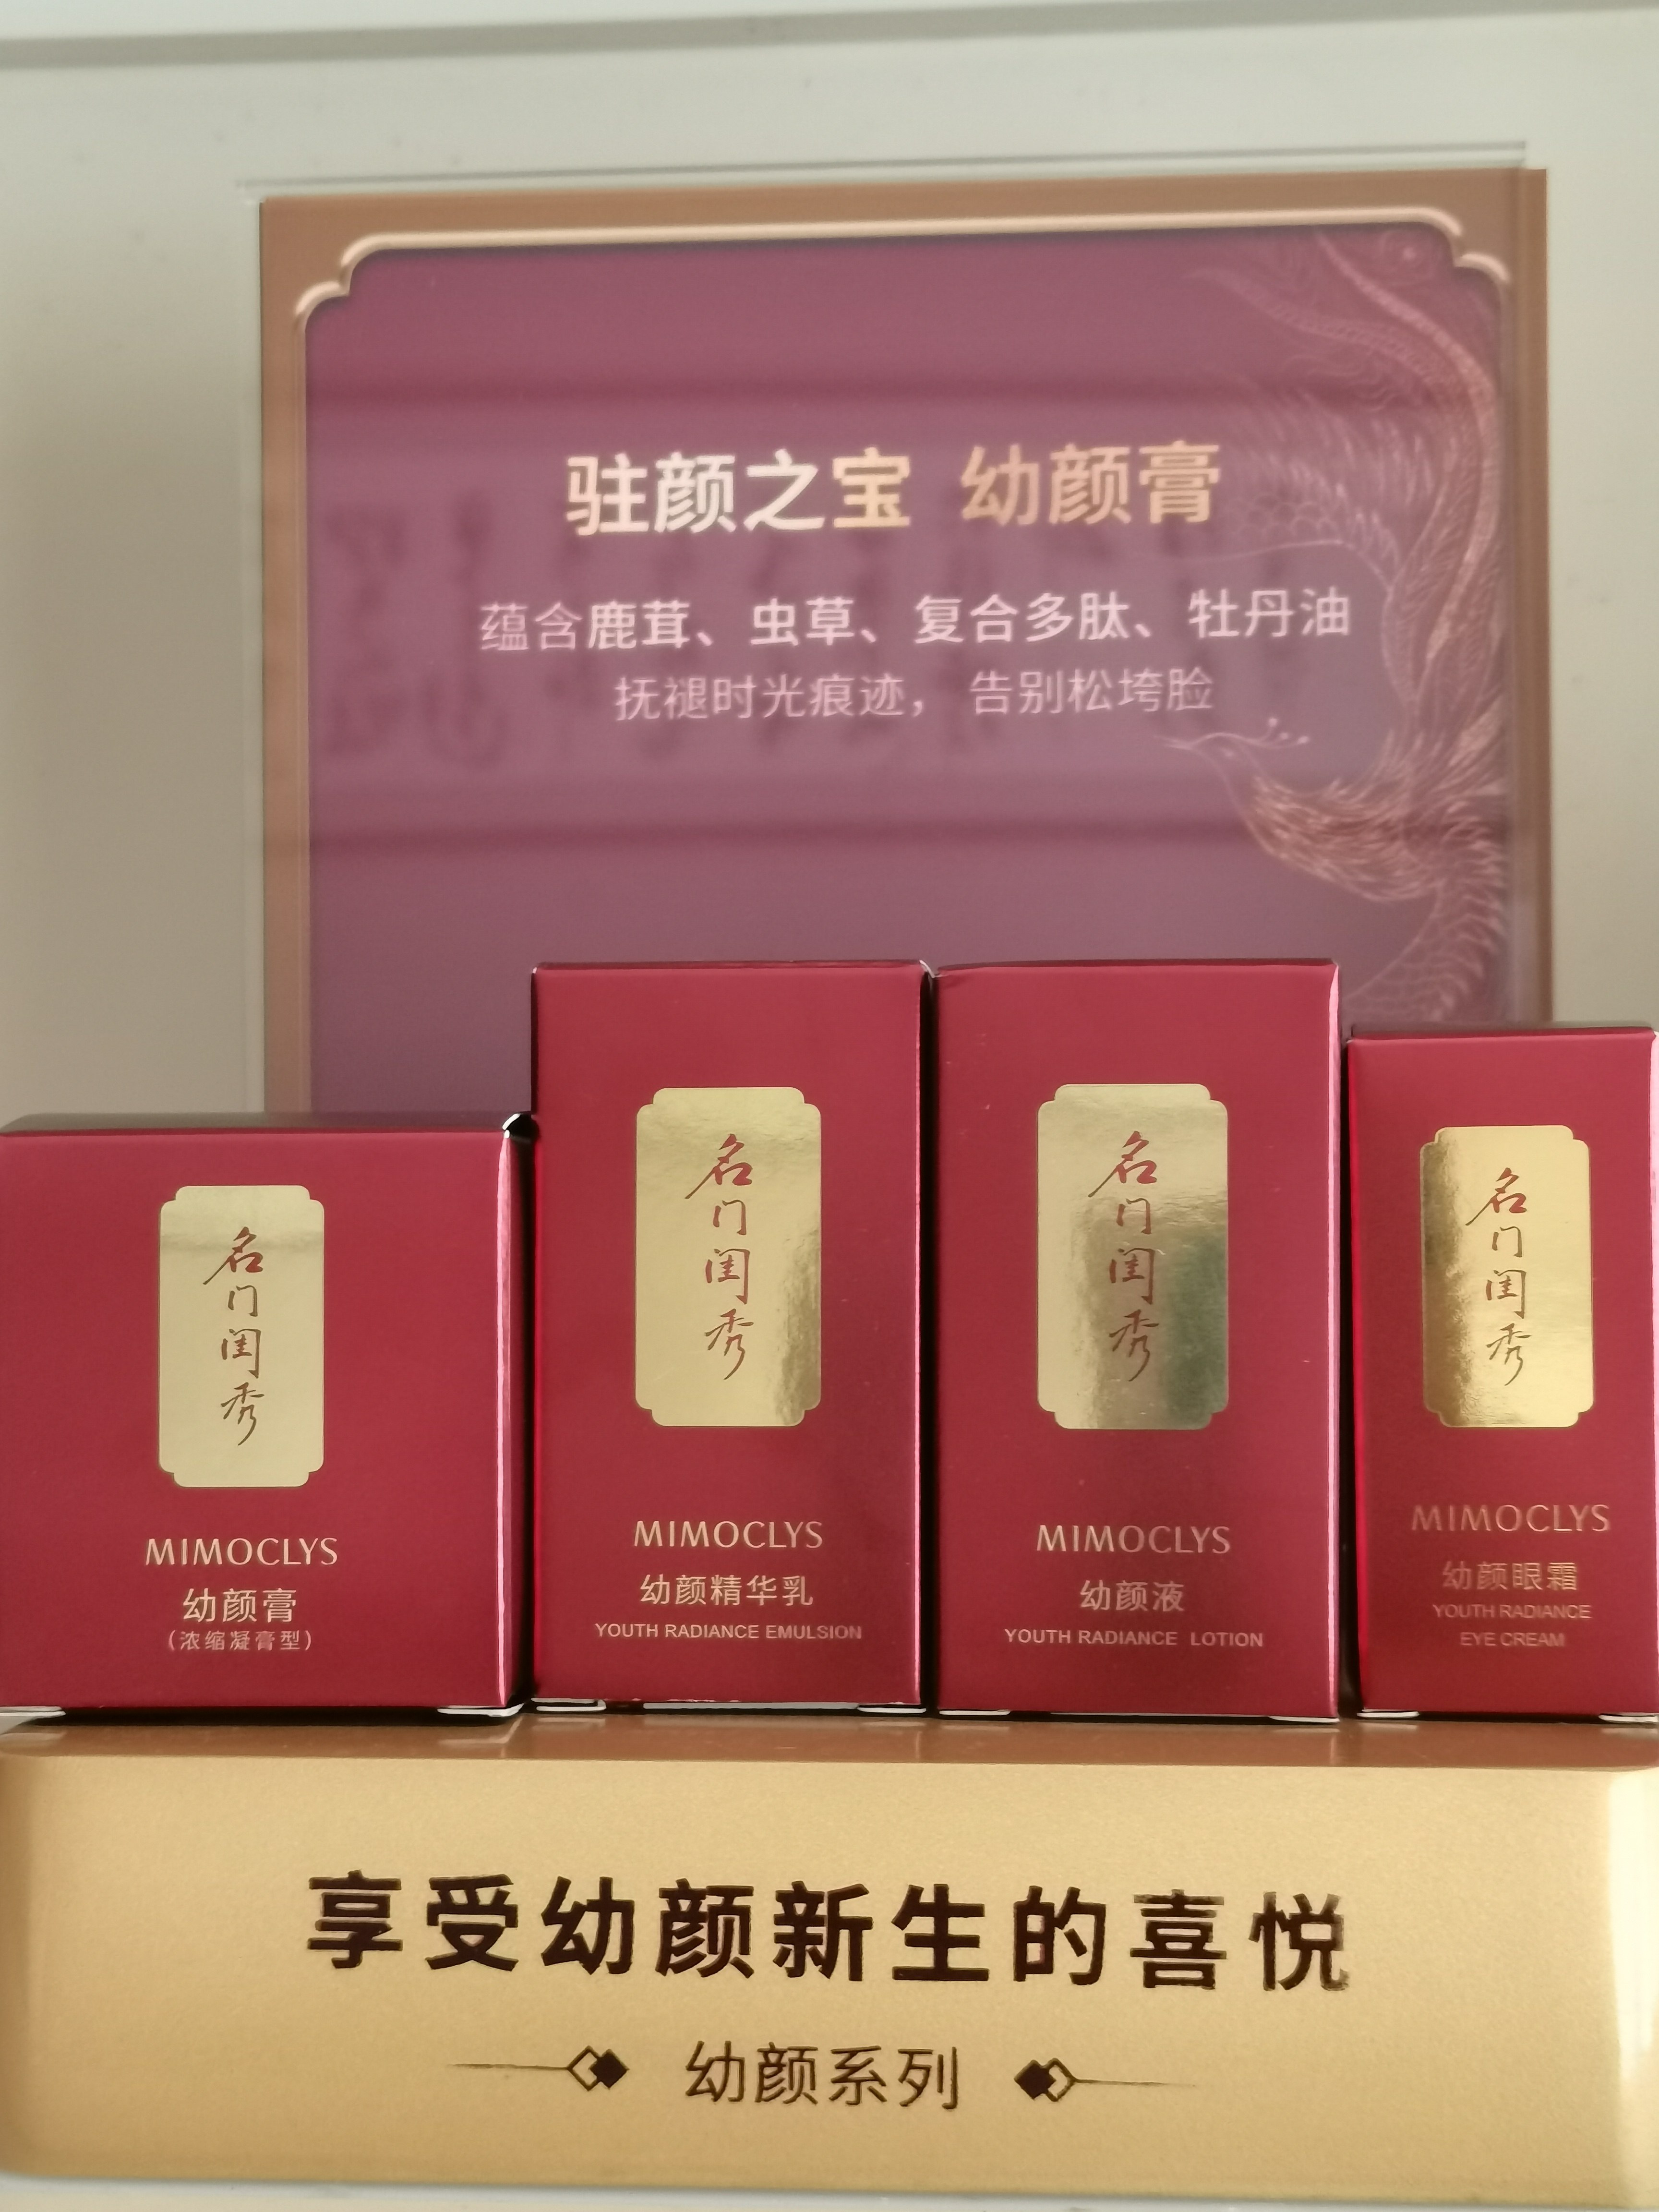 驻颜之宝 幼颜膏
蕴含鹿茸、虫草、复合多肽、牡丹油
抚褪时光痕迹，告别松垮脸
名门闺秀
MIMOCLYS
幼颜膏
（浓缩凝膏型）
名门闺秀
MIMOCLYS
幼颜精华乳
YOUTH RADIANCE EMULSION
名门闺秀
MIMOCLYS
幼颜液
YOUTH RADIANCE LOTION
名门闺秀
MIMOCLYS
幼颜眼霜
YOUTH RADIANCE
EYE CREAM
享受幼颜新生的喜悦
幼颜系列